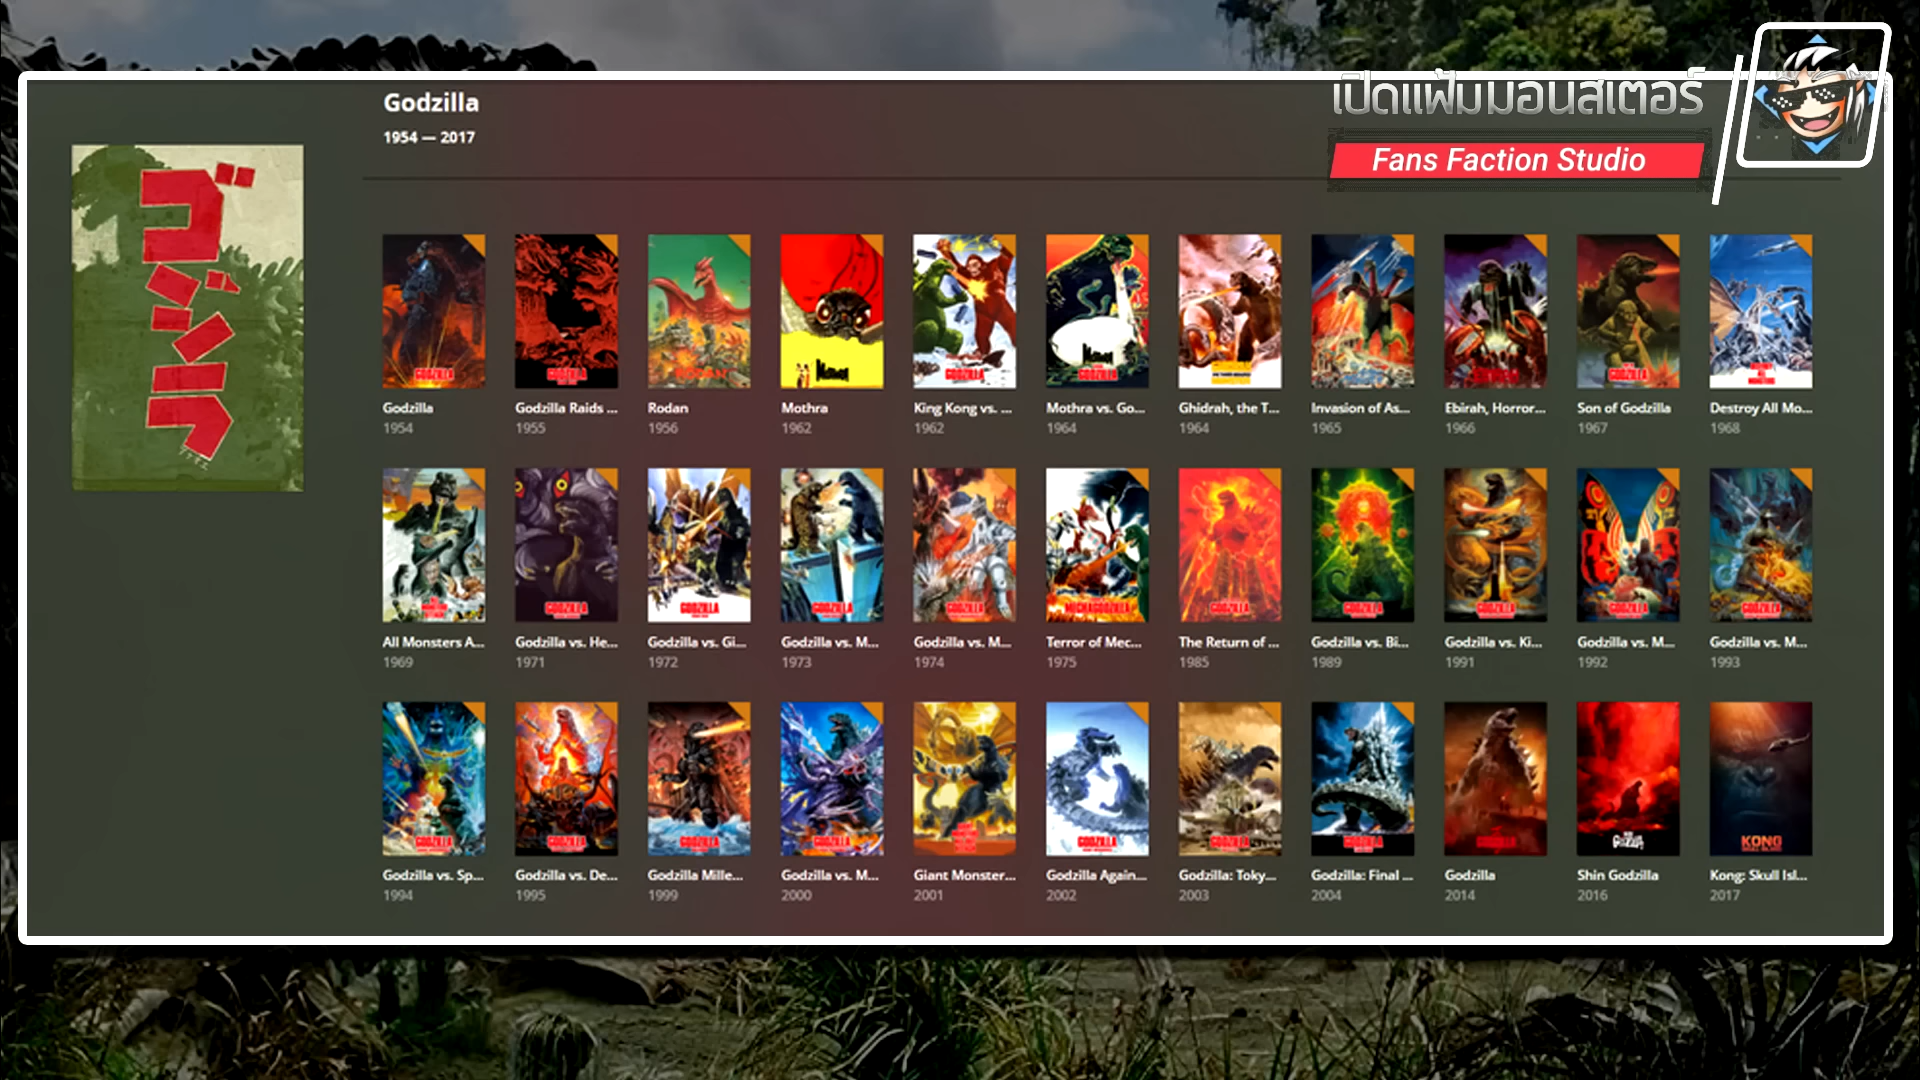 เปิดแฟ้มมอนสเตอร์
Fans Faction Studio
Godzilla
1954 — 2017
ゴジラ
Godzilla
1954
Godzilla Raids ...
1955
Rodan
1956
Mothra
1962
King Kong vs. ...
1962
Mothra vs. Go...
1964
Ghidrah, the T...
1964
Invasion of As...
1965
Ebirah, Horror...
1966
Son of Godzilla
1967
Destroy All Mo...
1968
All Monsters A...
1969
Godzilla vs. He...
1971
Godzilla vs. Gi...
1972
Godzilla vs. M...
1973
Godzilla vs. M...
1974
Terror of Mec...
1975
The Return of ...
1985
Godzilla vs. Bi...
1989
Godzilla vs. Ki...
1991
Godzilla vs. M...
1992
Godzilla vs. M...
1993
KONG
Godzilla vs. Sp...
1994
Godzilla vs. De...
1995
Godzilla Mille...
1999
Godzilla vs. M...
2000
Giant Monster...
2001
Godzilla Again...
2002
Godzilla: Toky...
2003
Godzilla: Final ...
2004
Godzilla
2014
Shin Godzilla
2016
Kong: Skull Isl...
2017